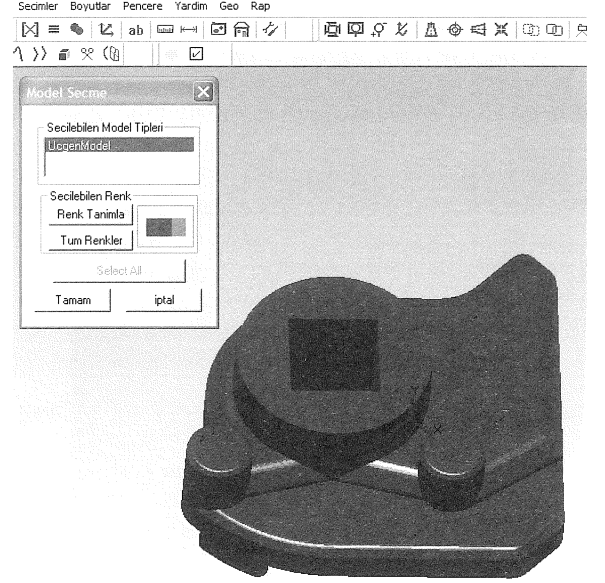 Secimler Boyutlar Pencere Yardim Geo Rap
ab
Model Secme
Secilebilen Model Tipleri
UcgenModel
Secilebilen Renk
Renk Tanimla
Tum Renkler
Select All
Tamam iptal
Y
X